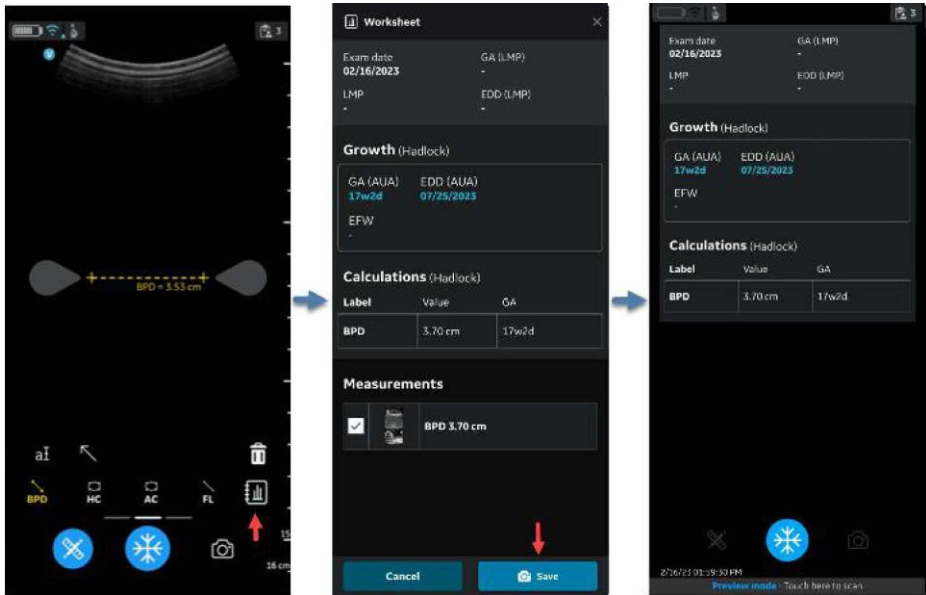 3
BPD = 3.53 cm
aI
BPD
HC
AC
FL
15
16 cm
Worksheet
Exam date
GA (LMP)
02/16/2023
-
LMP
EDD (LMP)
-
-
Growth (Hadlock)
GA (AUA) EDD (AUA)
17w2d 07/25/2023
EFW
-
Calculations (Hadlock)
Label Value GA
BPD 3.70 cm 17w2d
Measurements
BPD 3.70 cm
Cancel
Save
3
Exam date
GA (LMP)
02/16/2023
-
LMP
EDD (LMP)
-
-
Growth (Hadlock)
GA (AUA) EDD (AUA)
17w2d 07/25/2023
EFW
-
Calculations (Hadlock)
Label Value GA
BPD 3.70 cm 17w2d
2/16/23 01:59:30 PM
Preview mode - Touch here to scan